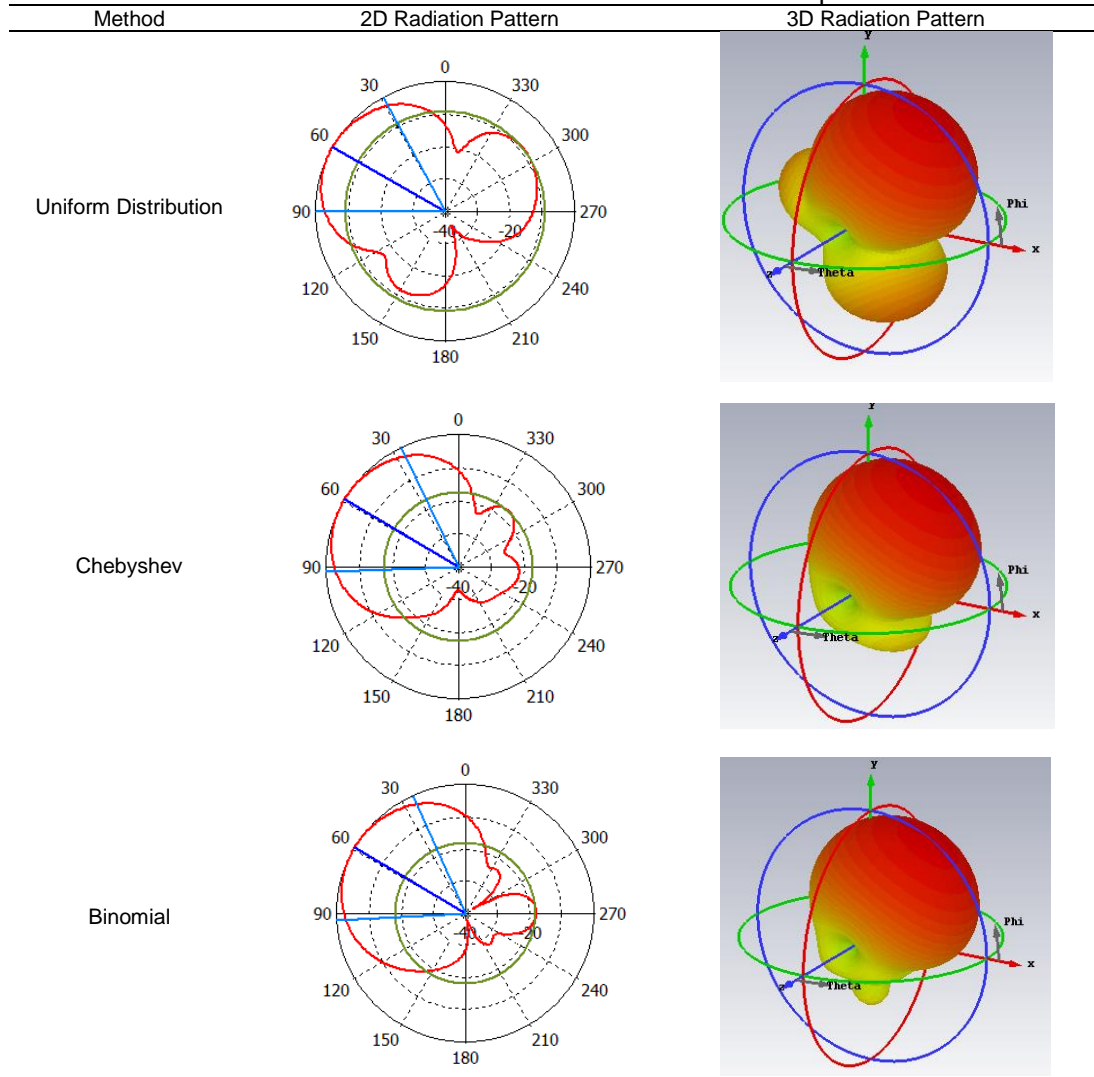 Method 2D Radiation Pattern 3D Radiation Pattern
Uniform Distribution
0
30 330
60 300
90 -40 -20 270
120 240
150 210
180
y
Phi
x
z Theta
Chebyshev
0
30 330
60 300
90 -40 -20 270
120 240
150 210
180
y
Phi
x
z Theta
Binomial
0
30 330
60 300
90 -40 -20 270
120 240
150 210
180
y
Phi
x
z Theta